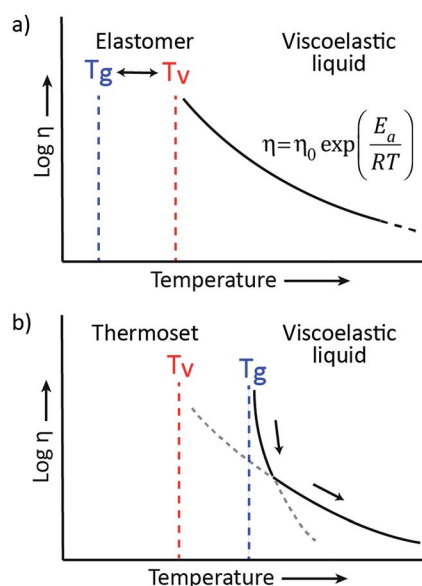 a)
Elastomer
Viscoelastic
liquid
Tg
Tv
Log η
η=η0 exp(Ea/RT)
Temperature
b)
Thermoset
Viscoelastic
liquid
Tv
Tg
Log η
Temperature